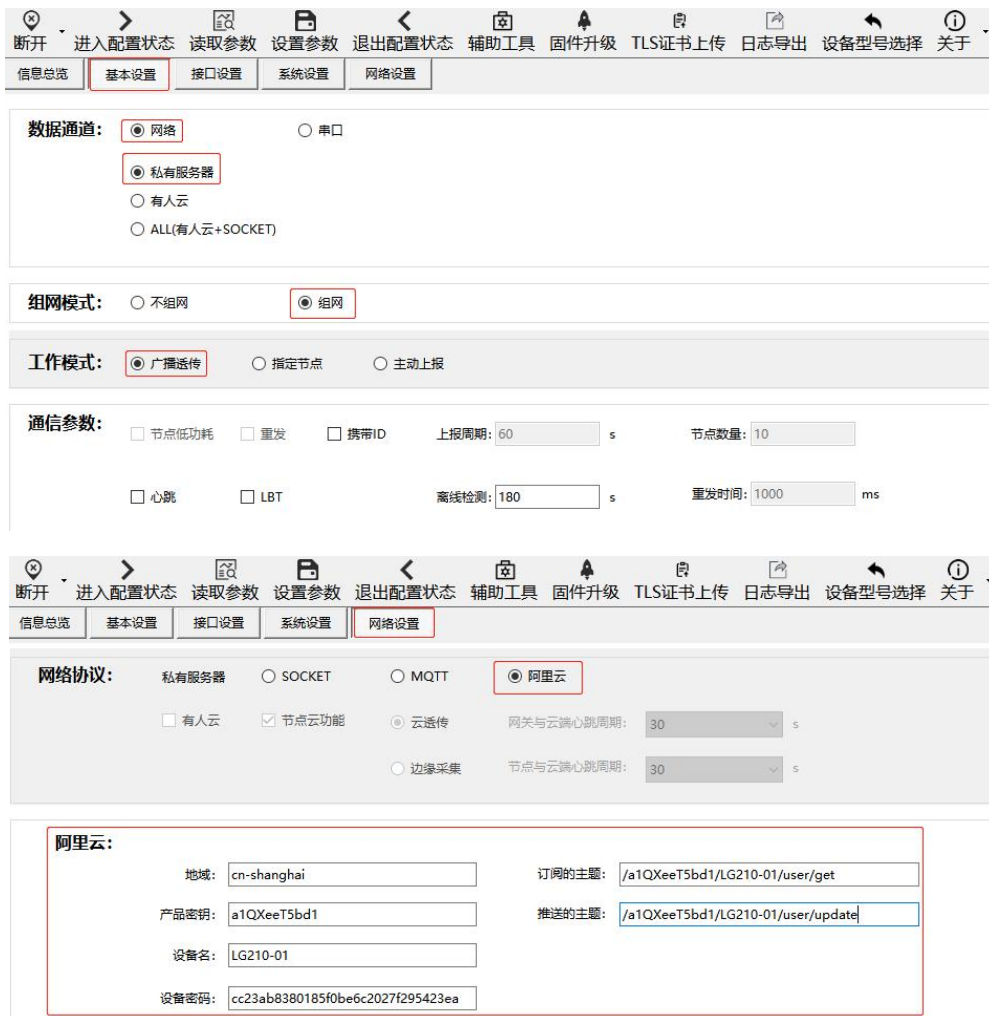 断开 进入配置状态 读取参数 设置参数 退出配置状态 辅助工具 固件升级 TLS证书上传 日志导出 设备型号选择 关于
信息总览 基本设置 接口设置 系统设置 网络设置
数据通道: 网络 串口
私有服务器
有人云
ALL(有人云+SOCKET)
组网模式: 不组网 组网
工作模式: 广播透传 指定节点 主动上报
通信参数: 节点低功耗 重发 携带ID 上报周期: 60 s 节点数量: 10
心跳 LBT 离线检测: 180 s 重发时间: 1000 ms
断开 进入配置状态 读取参数 设置参数 退出配置状态 辅助工具 固件升级 TLS证书上传 日志导出 设备型号选择 关于
信息总览 基本设置 接口设置 系统设置 网络设置
网络协议: 私有服务器 SOCKET MQTT 阿里云
有人云 节点云功能 云透传 网关与云端心跳周期: 30 s
边缘采集 节点与云端心跳周期: 30 s
阿里云:
地域: cn-shanghai 订阅的主题: /a1QXeeT5bd1/LG210-01/user/get
产品密钥: a1QXeeT5bd1 推送的主题: /a1QXeeT5bd1/LG210-01/user/update
设备名: LG210-01
设备密码: cc23ab8380185f0be6c2027f295423ea